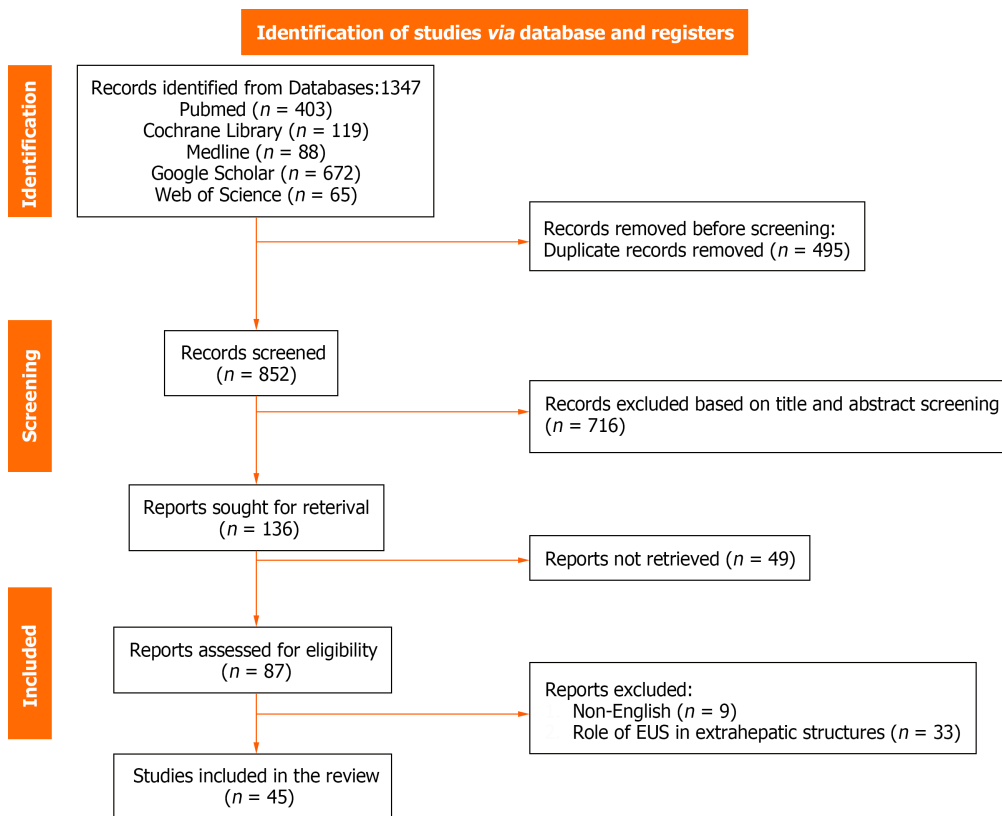 Identification of studies via database and registers
Identification
Records identified from Databases:1347
Pubmed (n = 403)
Cochrane Library (n = 119)
Medline (n = 88)
Google Scholar (n = 672)
Web of Science (n = 65)
Records removed before screening:
Duplicate records removed (n = 495)
Screening
Records screened
(n = 852)
Records excluded based on title and abstract screening
(n = 716)
Reports sought for reterival
(n = 136)
Reports not retrieved (n = 49)
Included
Reports assessed for eligibility
(n = 87)
Reports excluded:
Non-English (n = 9)
Role of EUS in extrahepatic structures (n = 33)
Studies included in the review
(n = 45)